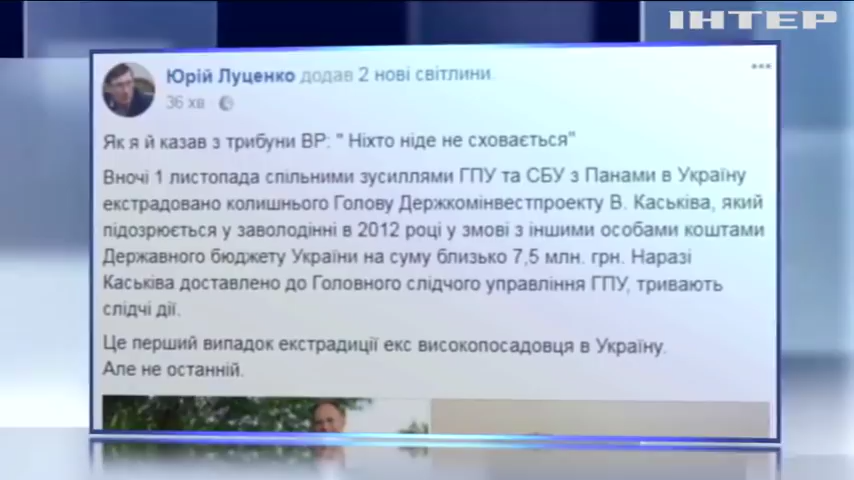 ІНТЕР
Юрій Луценко додав 2 нові світлини
36 хв
Як я й казав з трибуни ВР: " Ніхто ніде не сховається"
Вночі 1 листопада спільними зусиллями ГПУ та СБУ з Панами в Україну
екстрадовано колишнього Голову Держкомінвестпроекту В. Каськіва, який
підозрюється у заволодінні в 2012 році у змові з іншими особами коштами
Державного бюджету України на суму близько 7,5 млн. грн. Наразі
Каськіва доставлено до Головного слідчого управління ГПУ, тривають
слідчі дії.
Це перший випадок екстрадиції екс високопосадовця в Україну.
Але не останній.